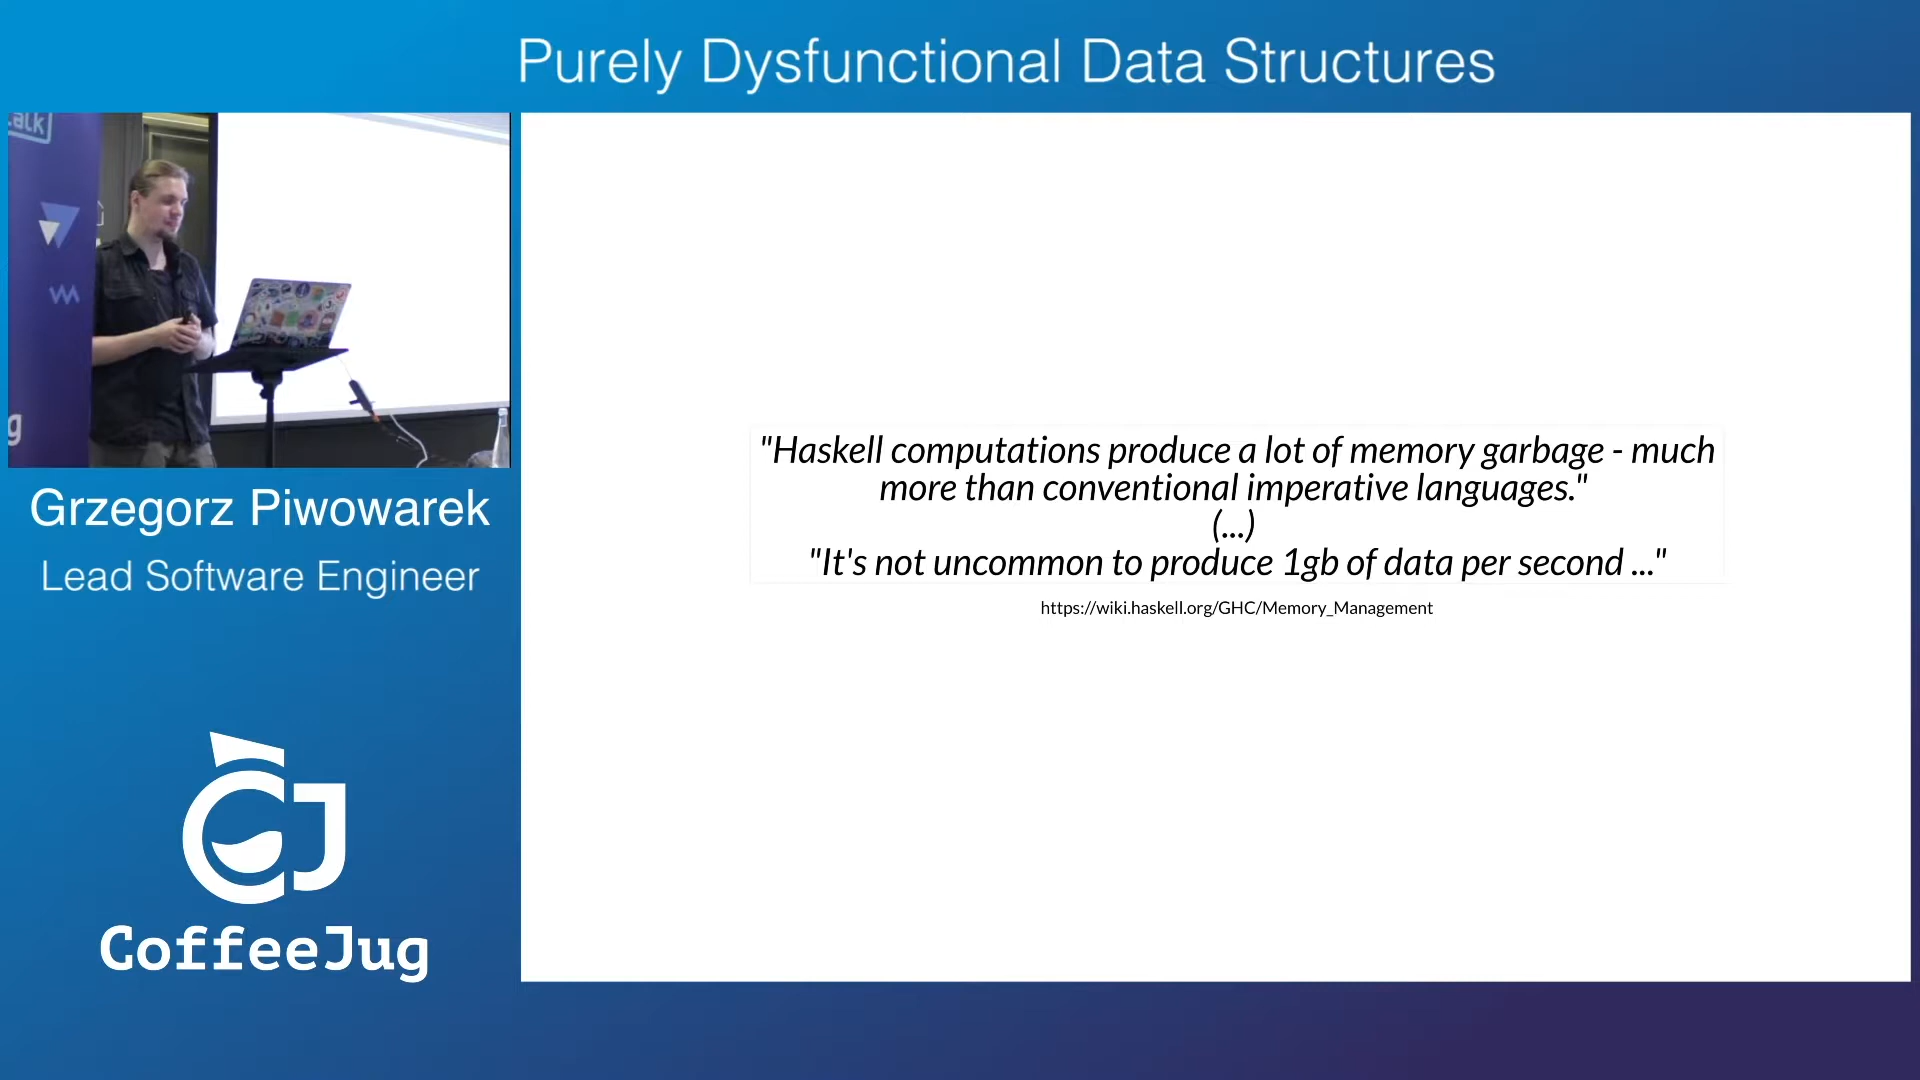 Purely Dysfunctional Data Structures
alk
g
Grzegorz Piwowarek
Lead Software Engineer
CJ
CoffeeJug
"Haskell computations produce a lot of memory garbage - much
more than conventional imperative languages."
(...)
"It's not uncommon to produce 1gb of data per second ..."
https://wiki.haskell.org/GHC/Memory_Management